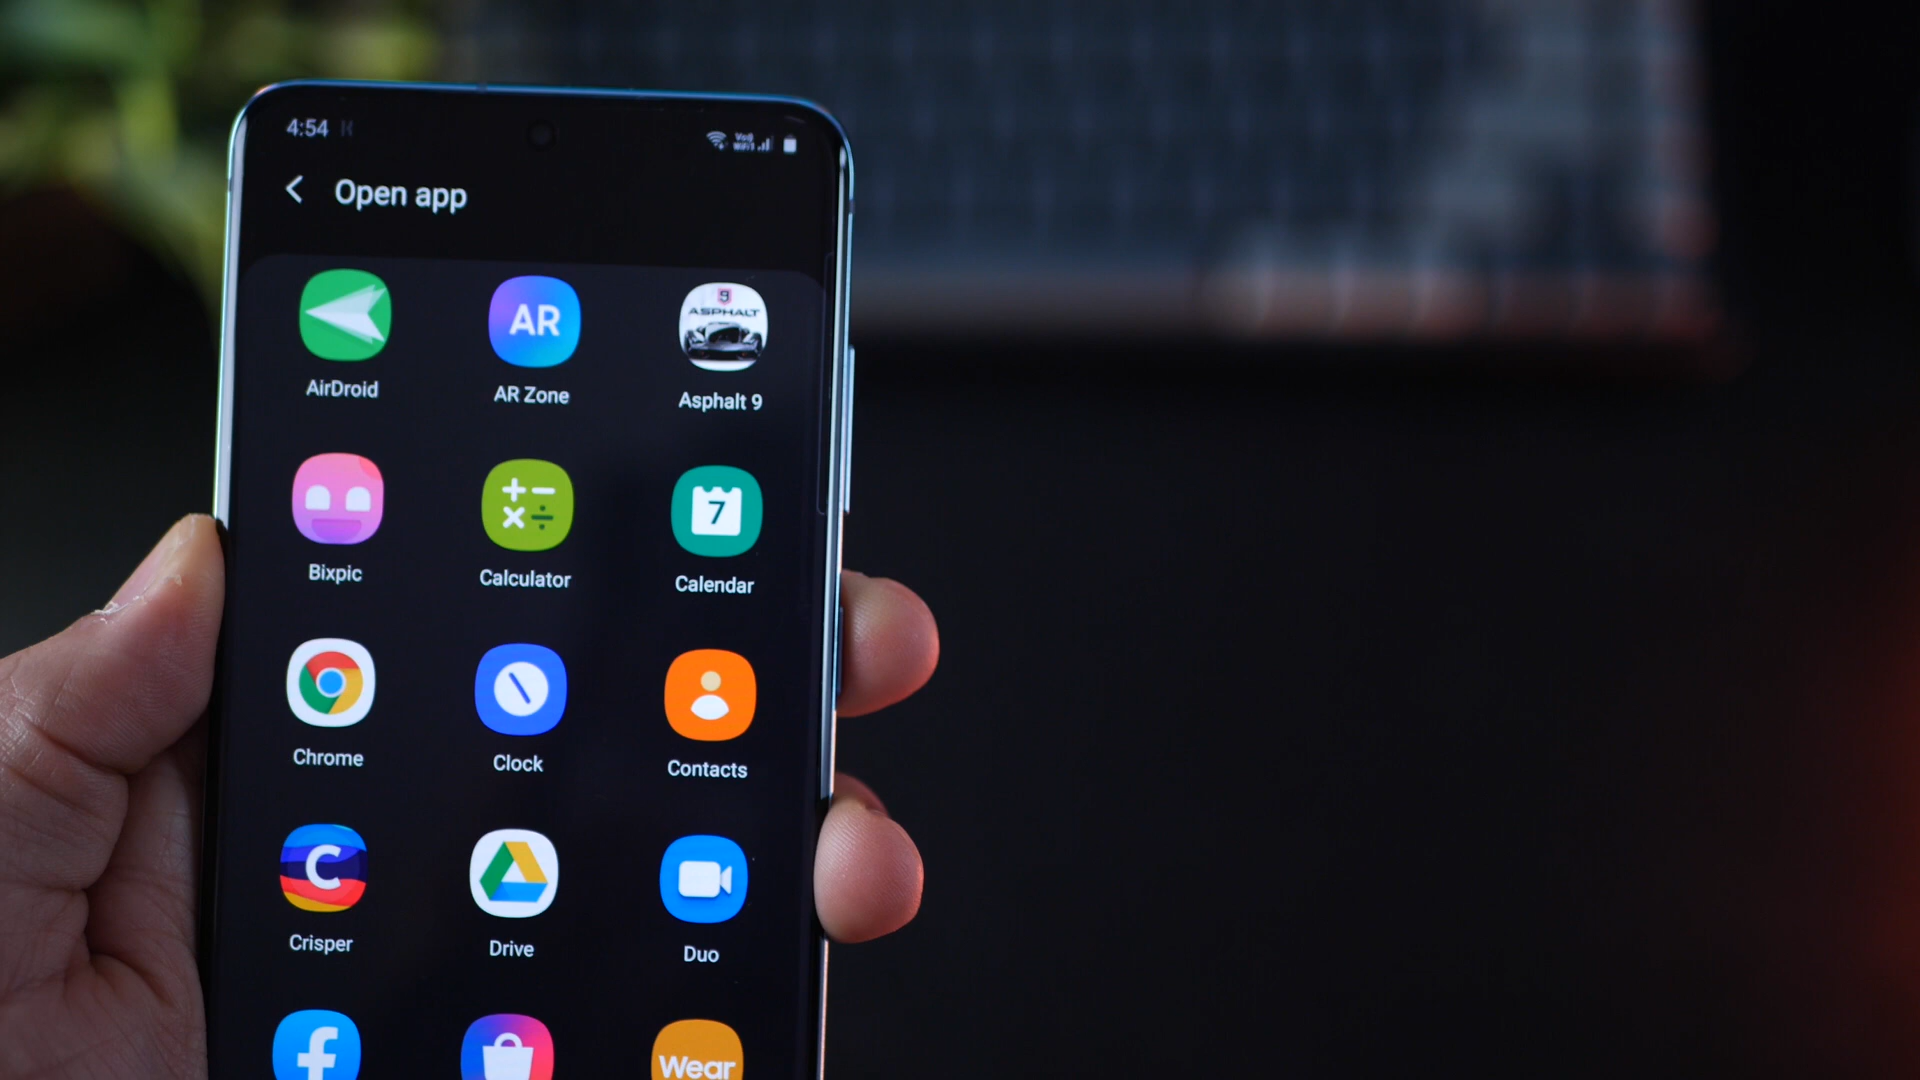 4:54
Open app
AR
9
ASPHALT
AirDroid
AR Zone
Asphalt 9
7
Bixpic
Calculator
Calendar
Chrome
Clock
Contacts
C
Crisper
Drive
Duo
f
Wear